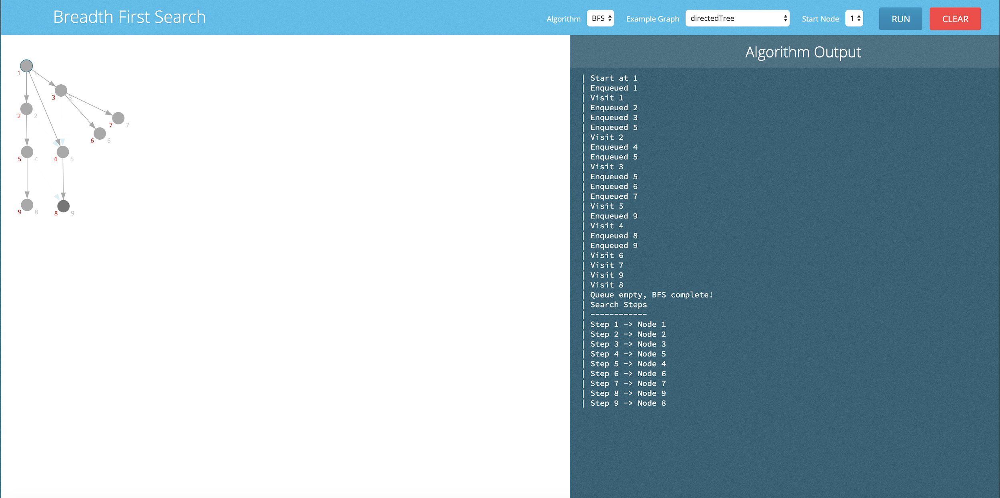 Breadth First Search
Algorithm BFS Example Graph directedTree Start Node 1 RUN CLEAR
Algorithm Output
1 1
3 3
2 2
7 7
6 6
5 4 4 5
9 8 8 9
| Start at 1
| Enqueued 1
| Visit 1
| Enqueued 2
| Enqueued 3
| Enqueued 5
| Visit 2
| Enqueued 4
| Enqueued 5
| Visit 3
| Enqueued 5
| Enqueued 6
| Enqueued 7
| Visit 5
| Enqueued 9
| Visit 4
| Enqueued 8
| Enqueued 9
| Visit 6
| Visit 7
| Visit 9
| Visit 8
| Queue empty, BFS complete!
| Search Steps
| ------------
| Step 1 -> Node 1
| Step 2 -> Node 2
| Step 3 -> Node 3
| Step 4 -> Node 5
| Step 5 -> Node 4
| Step 6 -> Node 6
| Step 7 -> Node 7
| Step 8 -> Node 9
| Step 9 -> Node 8